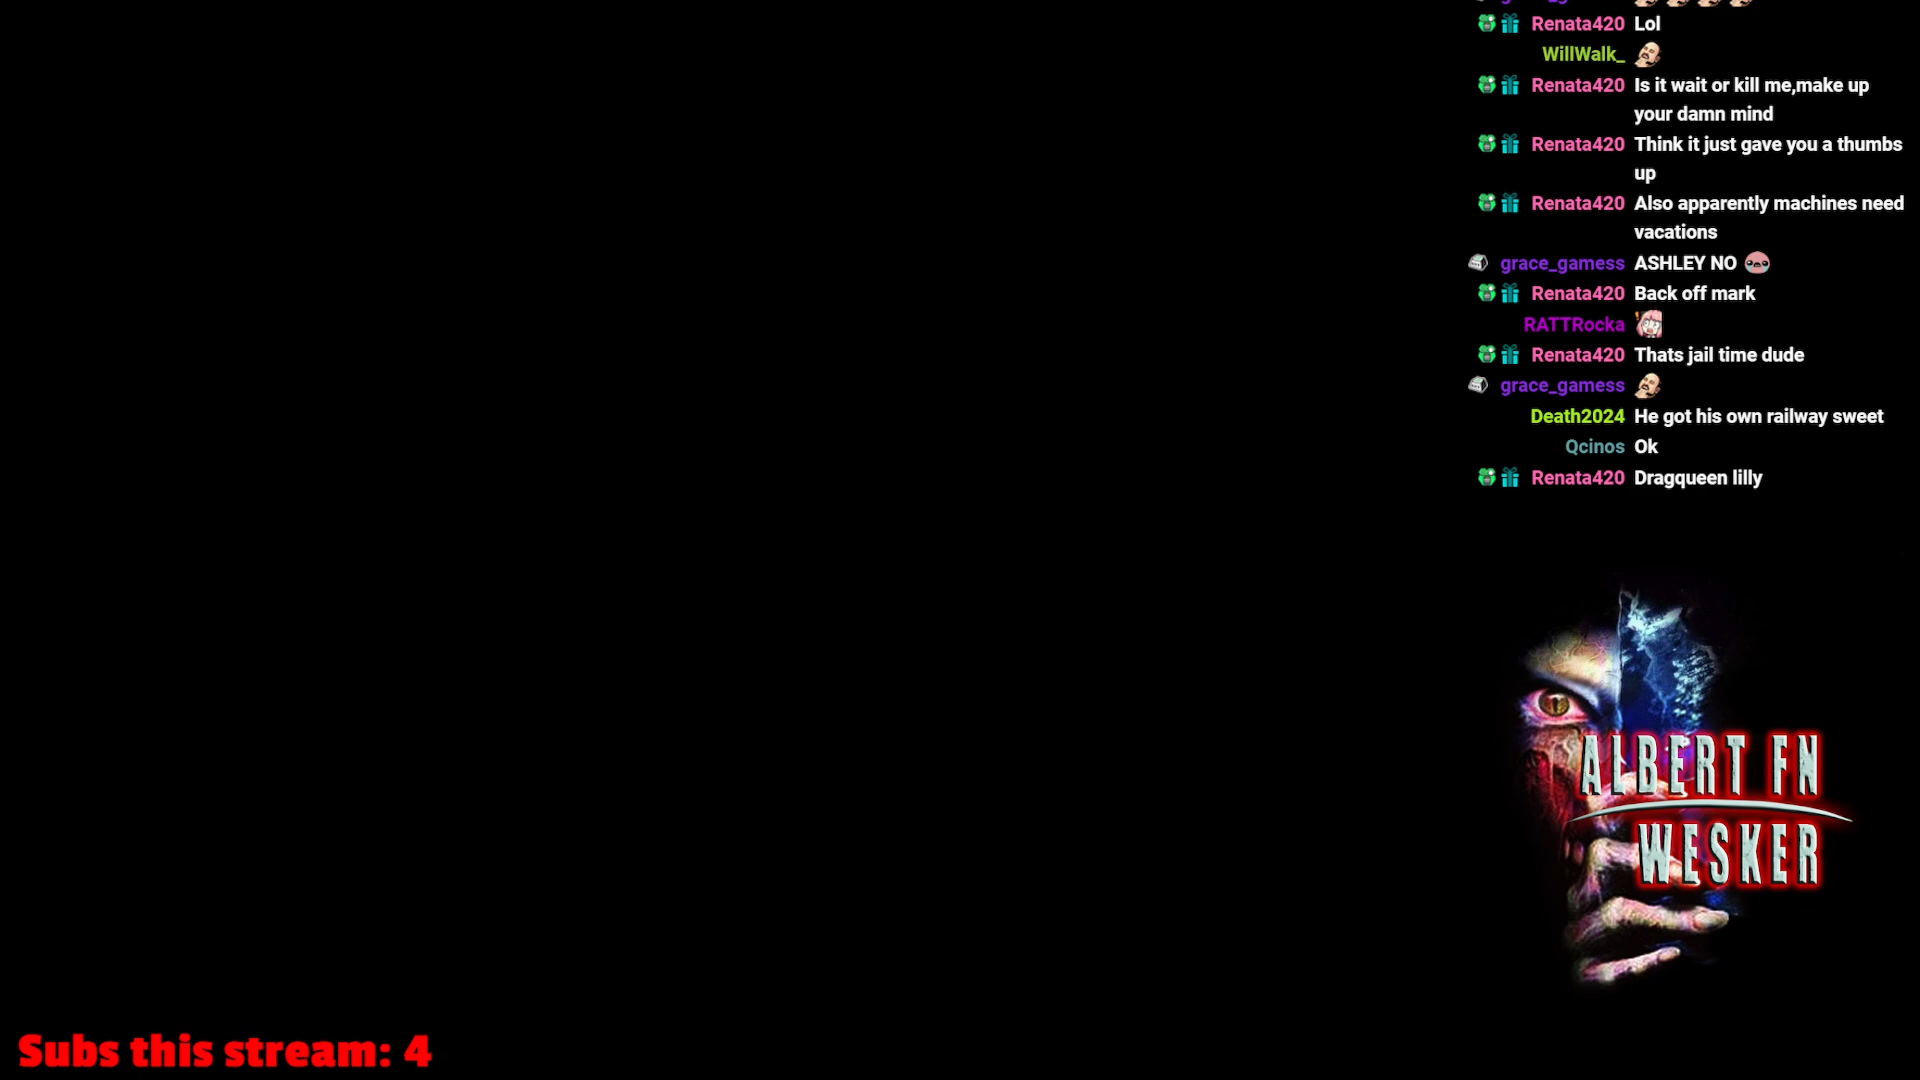 Renata420 Lol
WillWalk_
Renata420 Is it wait or kill me,make up
your damn mind
Renata420 Think it just gave you a thumbs
up
Renata420 Also apparently machines need
vacations
grace_gamess ASHLEY NO
Renata420 Back off mark
RATTRocka
Renata420 Thats jail time dude
grace_gamess
Death2024 He got his own railway sweet
Qcinos Ok
Renata420 Dragqueen lilly
ALBERT FN
WESKER
Subs this stream: 4